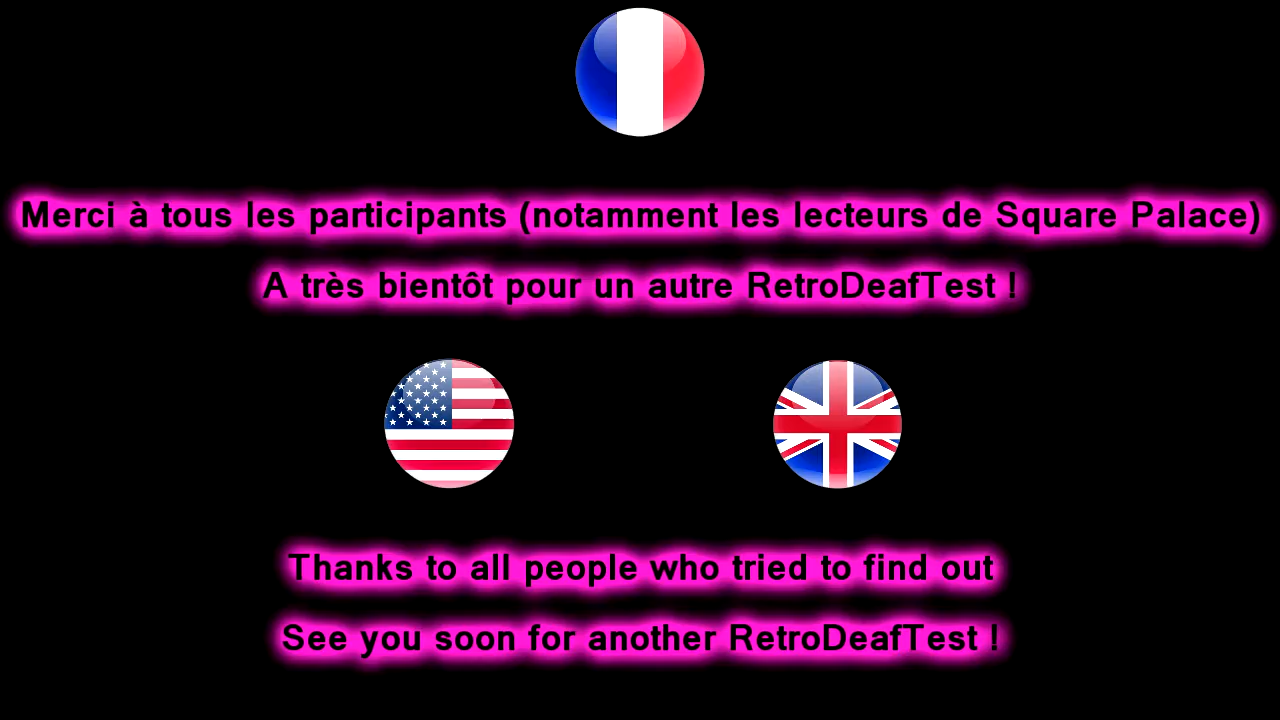 Merci à tous les participants (notamment les lecteurs de Square Palace)
A très bientôt pour un autre RetroDeafTest !
Thanks to all people who tried to find out
See you soon for another RetroDeafTest !